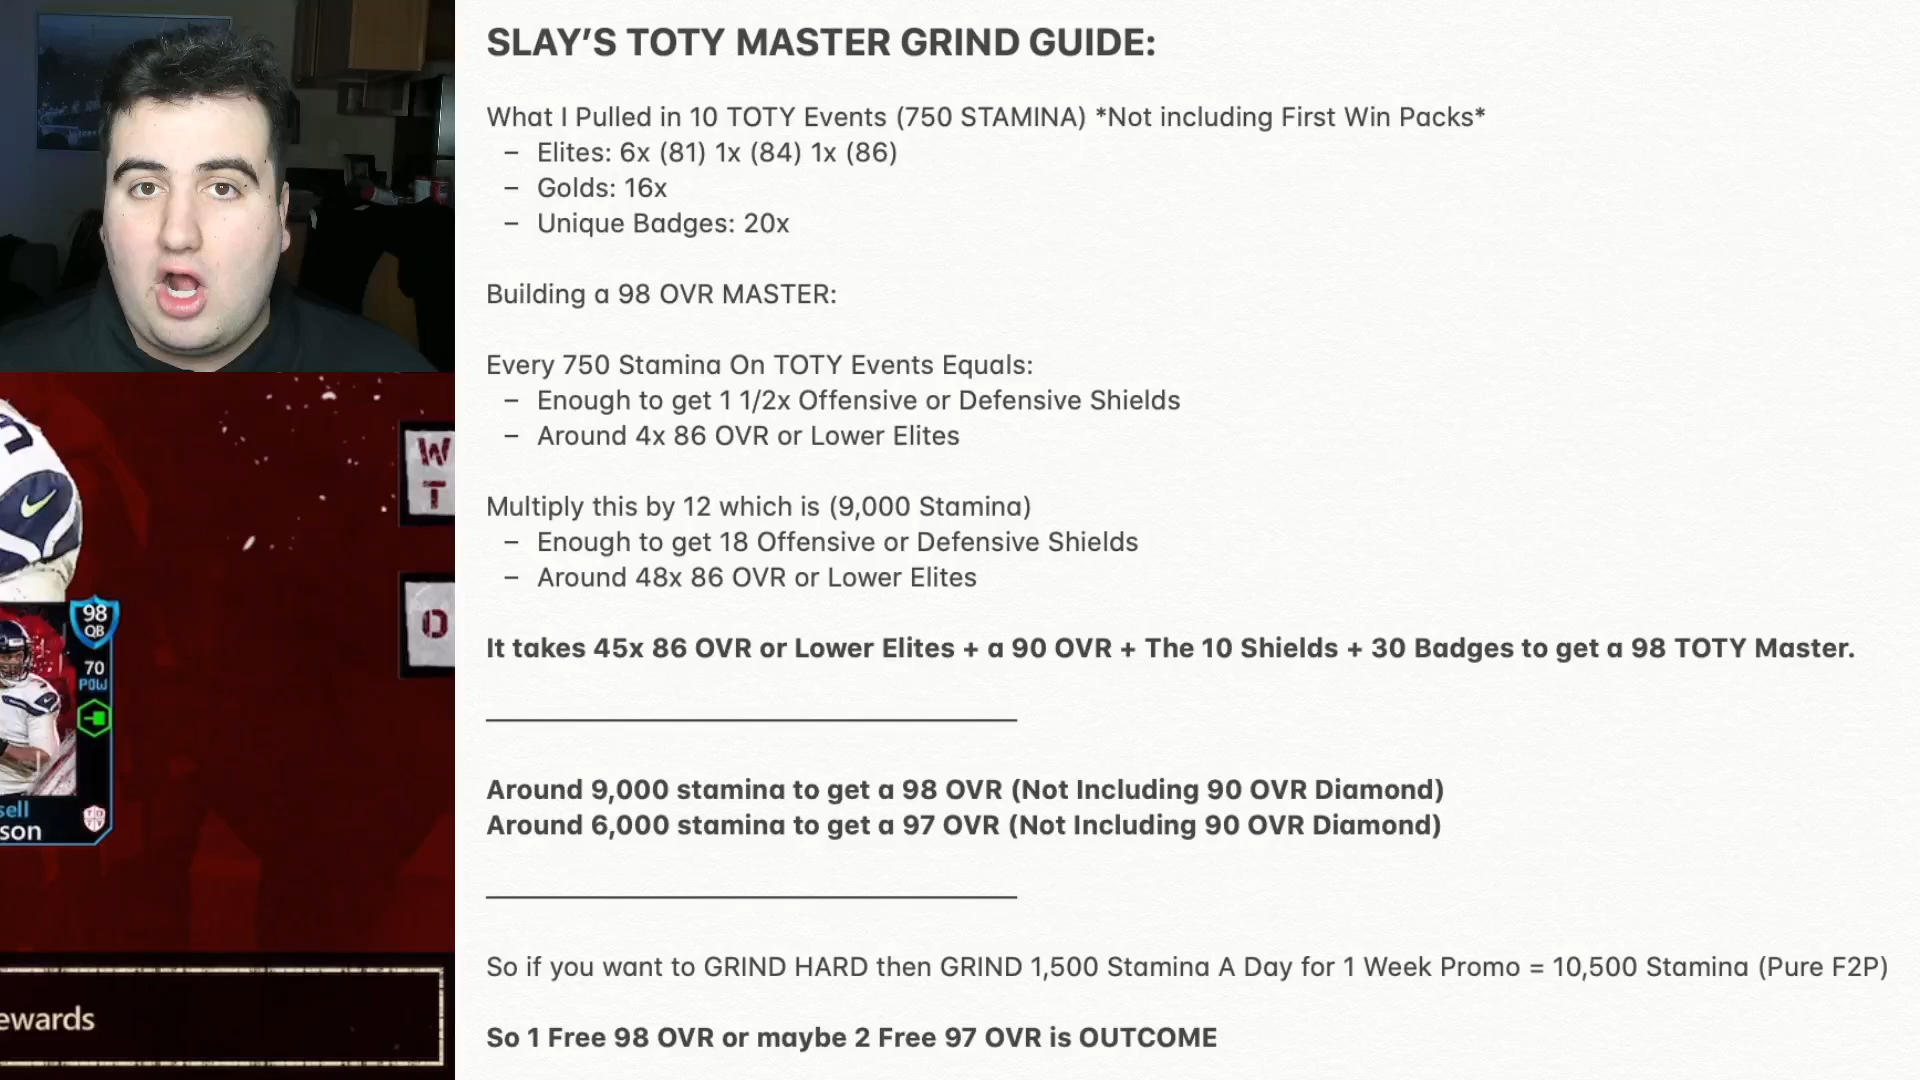 SLAY’S TOTY MASTER GRIND GUIDE:
What I Pulled in 10 TOTY Events (750 STAMINA) *Not including First Win Packs*
– Elites: 6x (81) 1x (84) 1x (86)
– Golds: 16x
– Unique Badges: 20x
Building a 98 OVR MASTER:
Every 750 Stamina On TOTY Events Equals:
– Enough to get 1 1/2x Offensive or Defensive Shields
– Around 4x 86 OVR or Lower Elites
Multiply this by 12 which is (9,000 Stamina)
– Enough to get 18 Offensive or Defensive Shields
– Around 48x 86 OVR or Lower Elites
It takes 45x 86 OVR or Lower Elites + a 90 OVR + The 10 Shields + 30 Badges to get a 98 TOTY Master.
Around 9,000 stamina to get a 98 OVR (Not Including 90 OVR Diamond)
Around 6,000 stamina to get a 97 OVR (Not Including 90 OVR Diamond)
So if you want to GRIND HARD then GRIND 1,500 Stamina A Day for 1 Week Promo = 10,500 Stamina (Pure F2P)
So 1 Free 98 OVR or maybe 2 Free 97 OVR is OUTCOME
W
T
O
98
QB
70
POW
sell
son
ewards